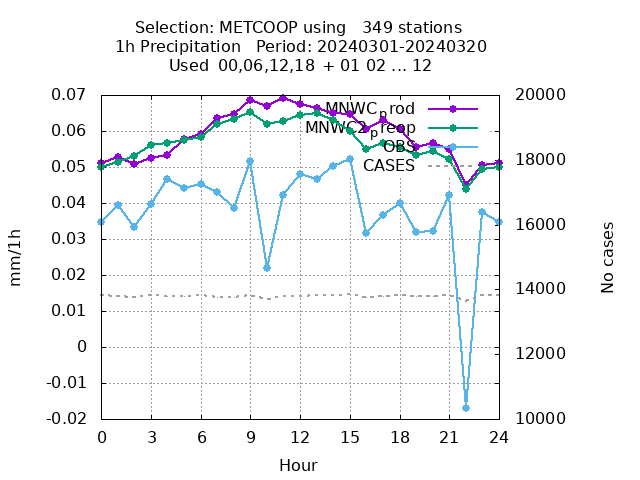 Selection: METCOOP using   349 stations
1h Precipitation   Period: 20240301-20240320
Used  00,06,12,18  + 01 02 ... 12
0.07
0.06
0.05
0.04
0.03
0.02
0.01
0
-0.01
-0.02
mm/1h
MNWC_prod
MNWC2_preop
OBS
CASES
20000
18000
16000
14000
12000
10000
No cases
0 3 6 9 12 15 18 21 24
Hour